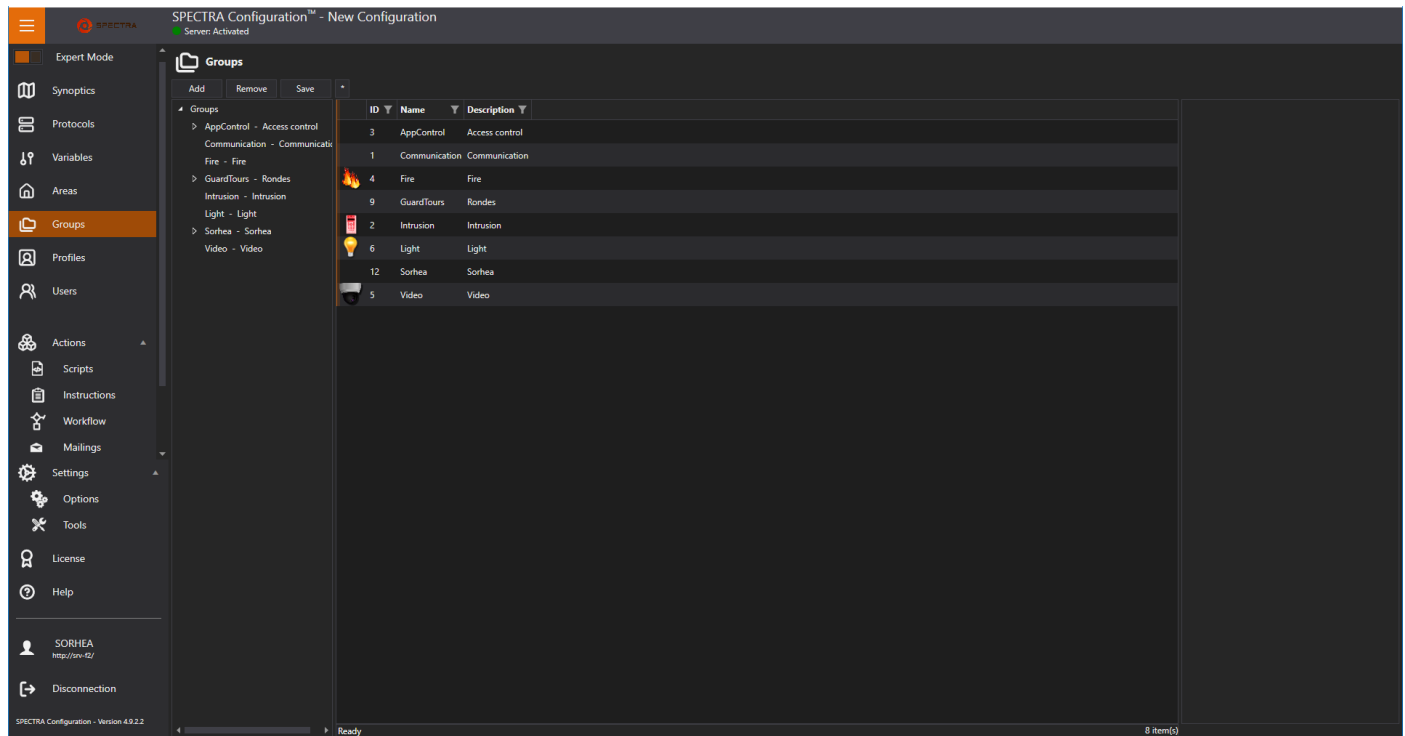 SPECTRA
SPECTRA Configuration™ - New Configuration
Server: Activated
Expert Mode
Synoptics
Protocols
Variables
Areas
Groups
Profiles
Users
Actions
Scripts
Instructions
Workflow
Mailings
Settings
Options
Tools
License
Help
SORHEA
http://srv-f2/
Disconnection
SPECTRA Configuration - Version 4.9.2.2
Groups
Add Remove Save *
Groups
AppControl - Access control
Communication - Communicatic
Fire - Fire
GuardTours - Rondes
Intrusion - Intrusion
Light - Light
Sorhea - Sorhea
Video - Video
ID Name Description
3 AppControl Access control
1 Communication Communication
4 Fire Fire
9 GuardTours Rondes
2 Intrusion Intrusion
6 Light Light
12 Sorhea Sorhea
5 Video Video
Ready 8 item(s)